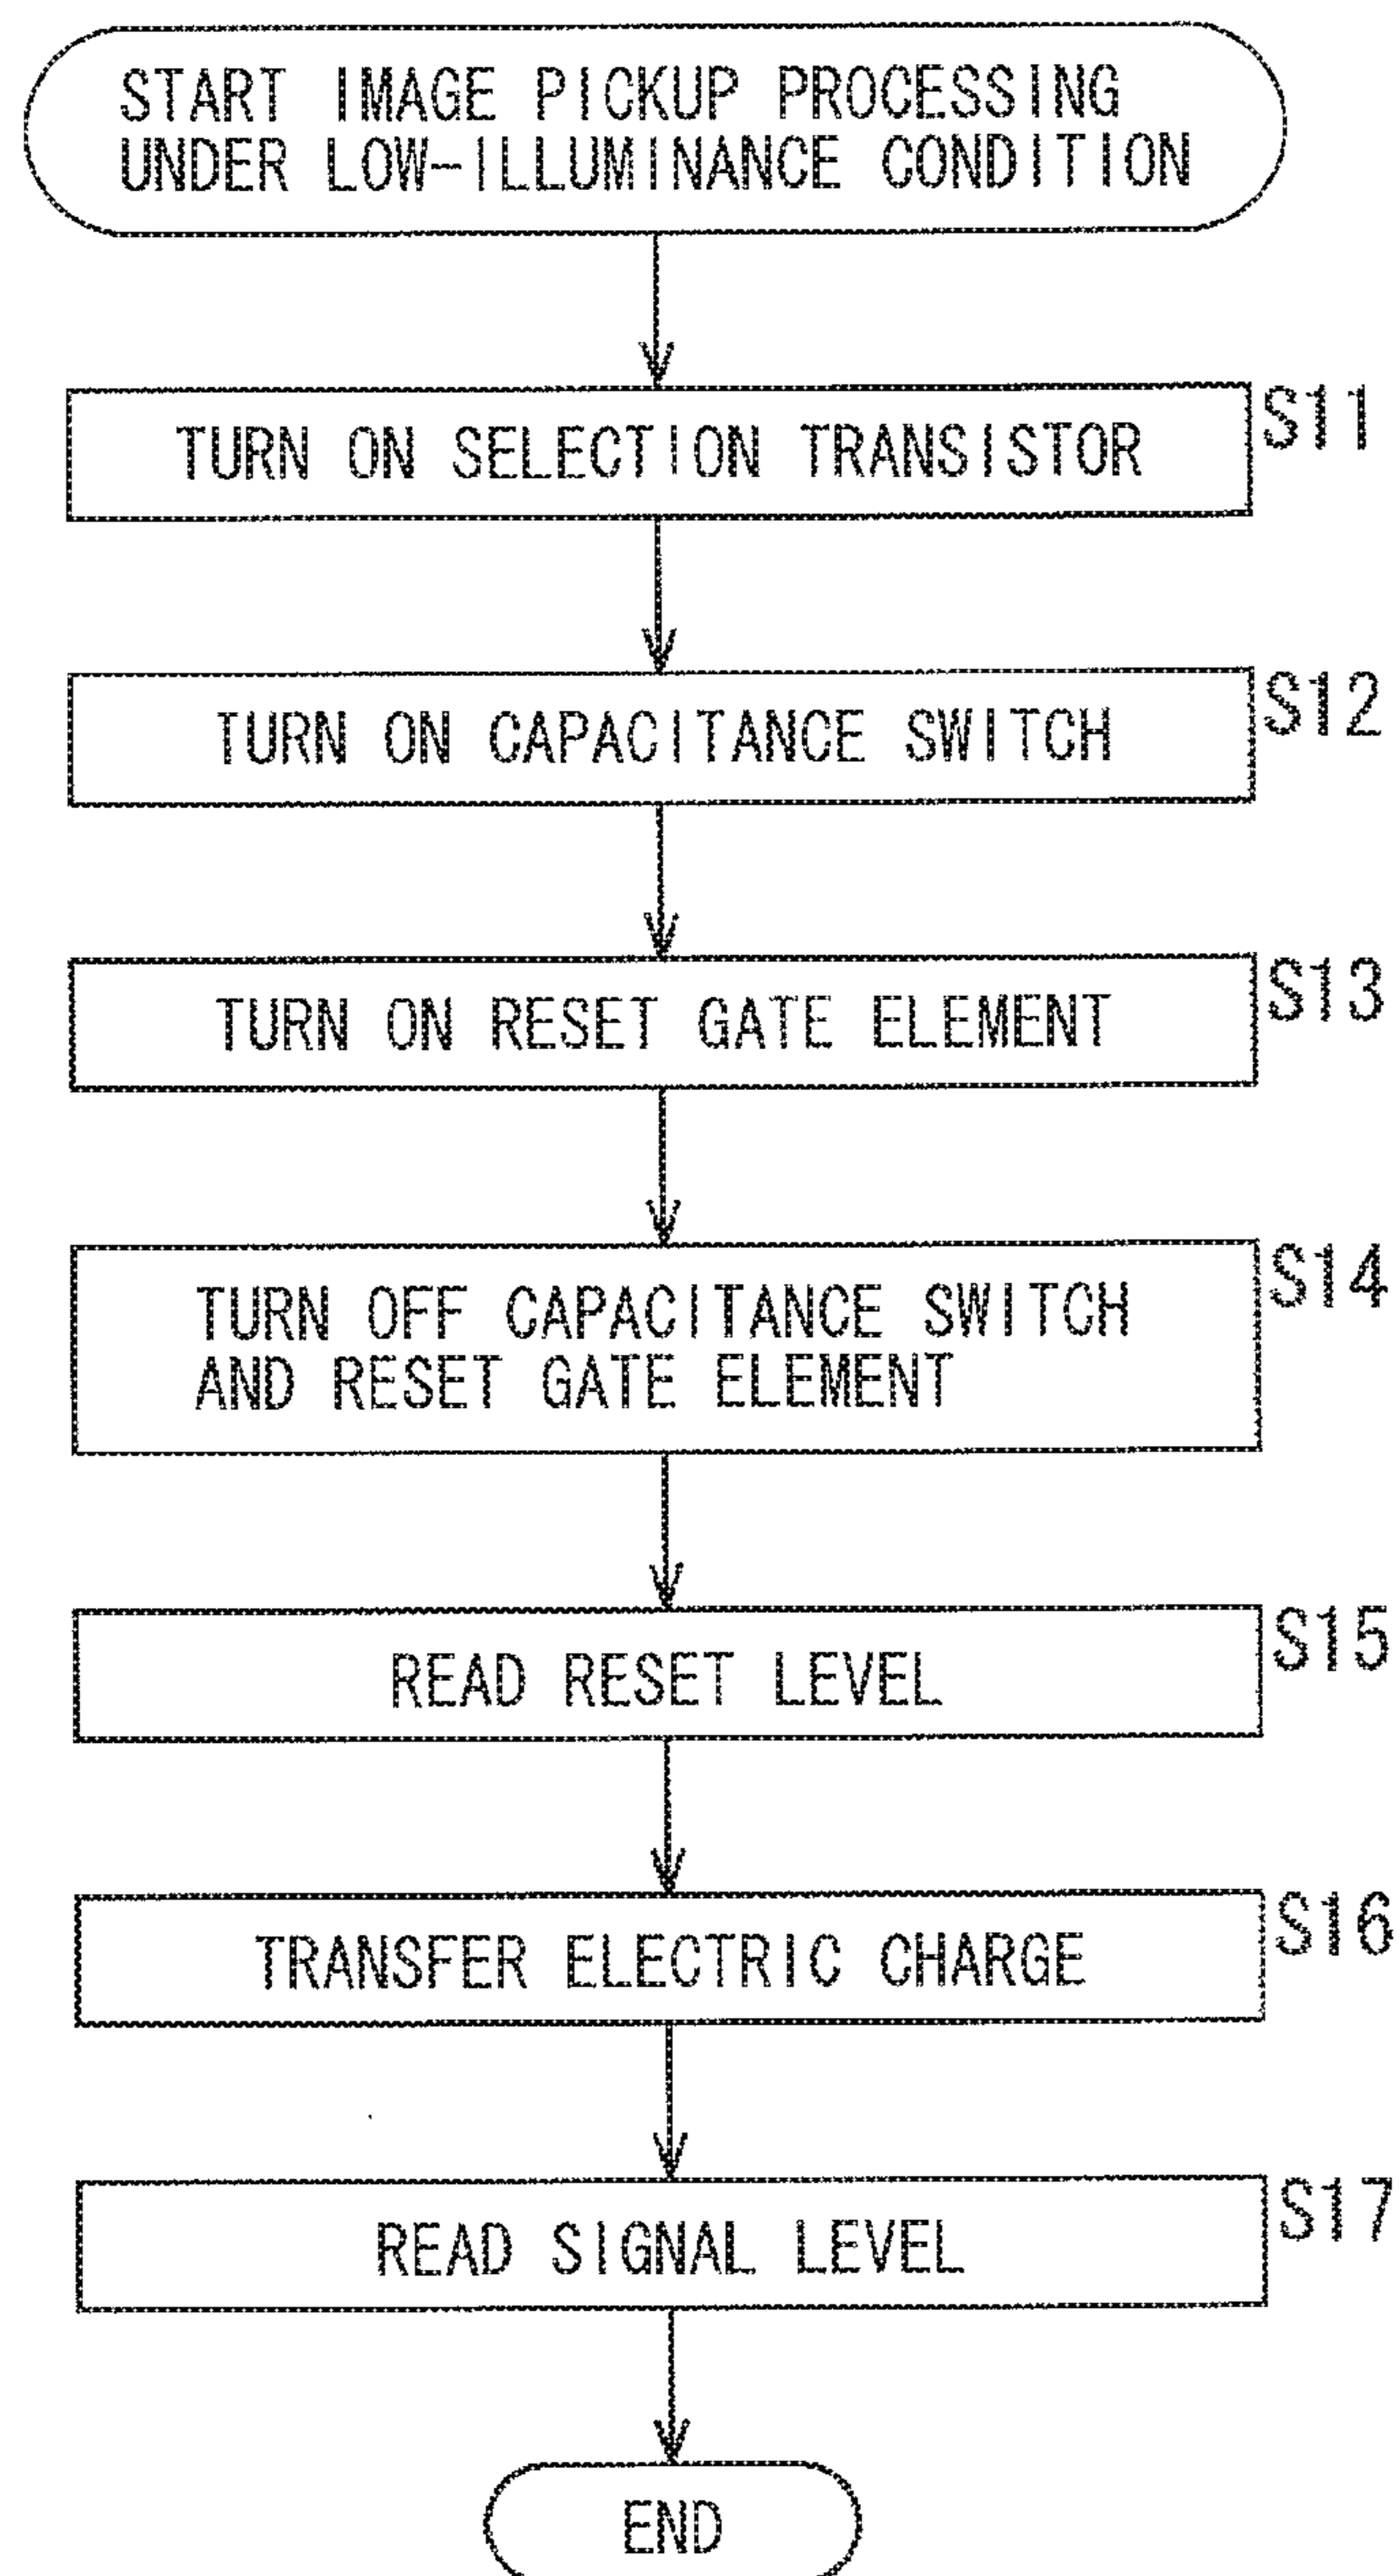 START IMAGE PICKUP PROCESSING
UNDER LOW-ILLUMINANCE CONDITION
TURN ON SELECTION TRANSISTOR
S11
TURN ON CAPACITANCE SWITCH
S12
TURN ON RESET GATE ELEMENT
S13
TURN OFF CAPACITANCE SWITCH
AND RESET GATE ELEMENT
S14
READ RESET LEVEL
S15
TRANSFER ELECTRIC CHARGE
S16
READ SIGNAL LEVEL
S17
END